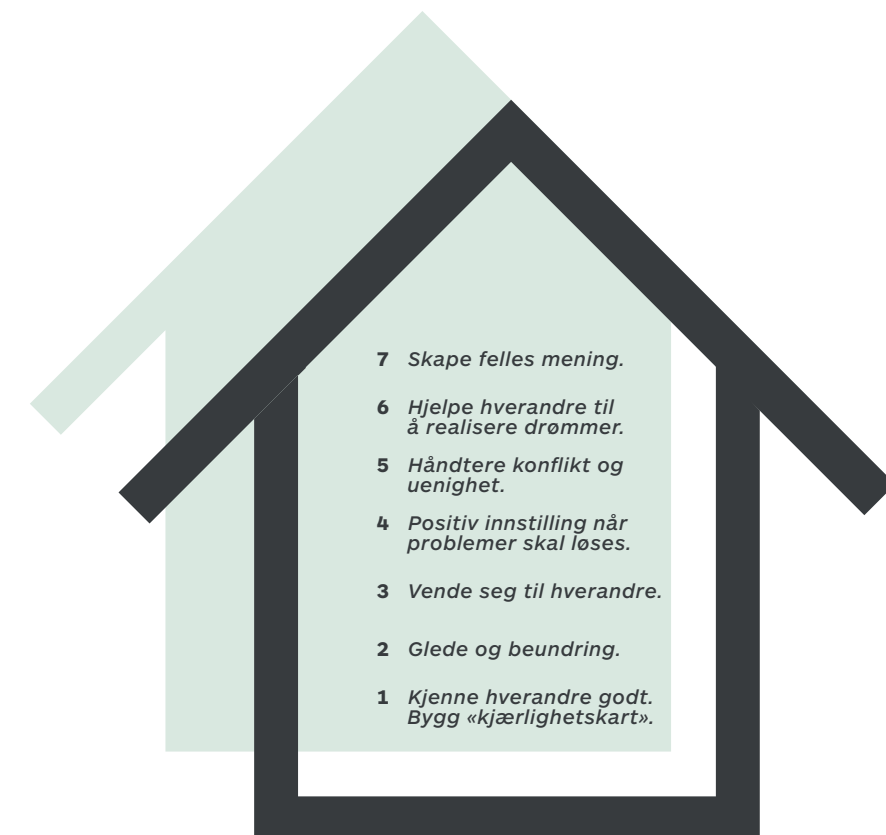 7 Skape felles mening.
6 Hjelpe hverandre til
å realisere drømmer.
5 Håndtere konflikt og
uenighet.
4 Positiv innstilling når
problemer skal løses.
3 Vende seg til hverandre.
2 Glede og beundring.
1 Kjenne hverandre godt.
Bygg «kjærlighetskart».